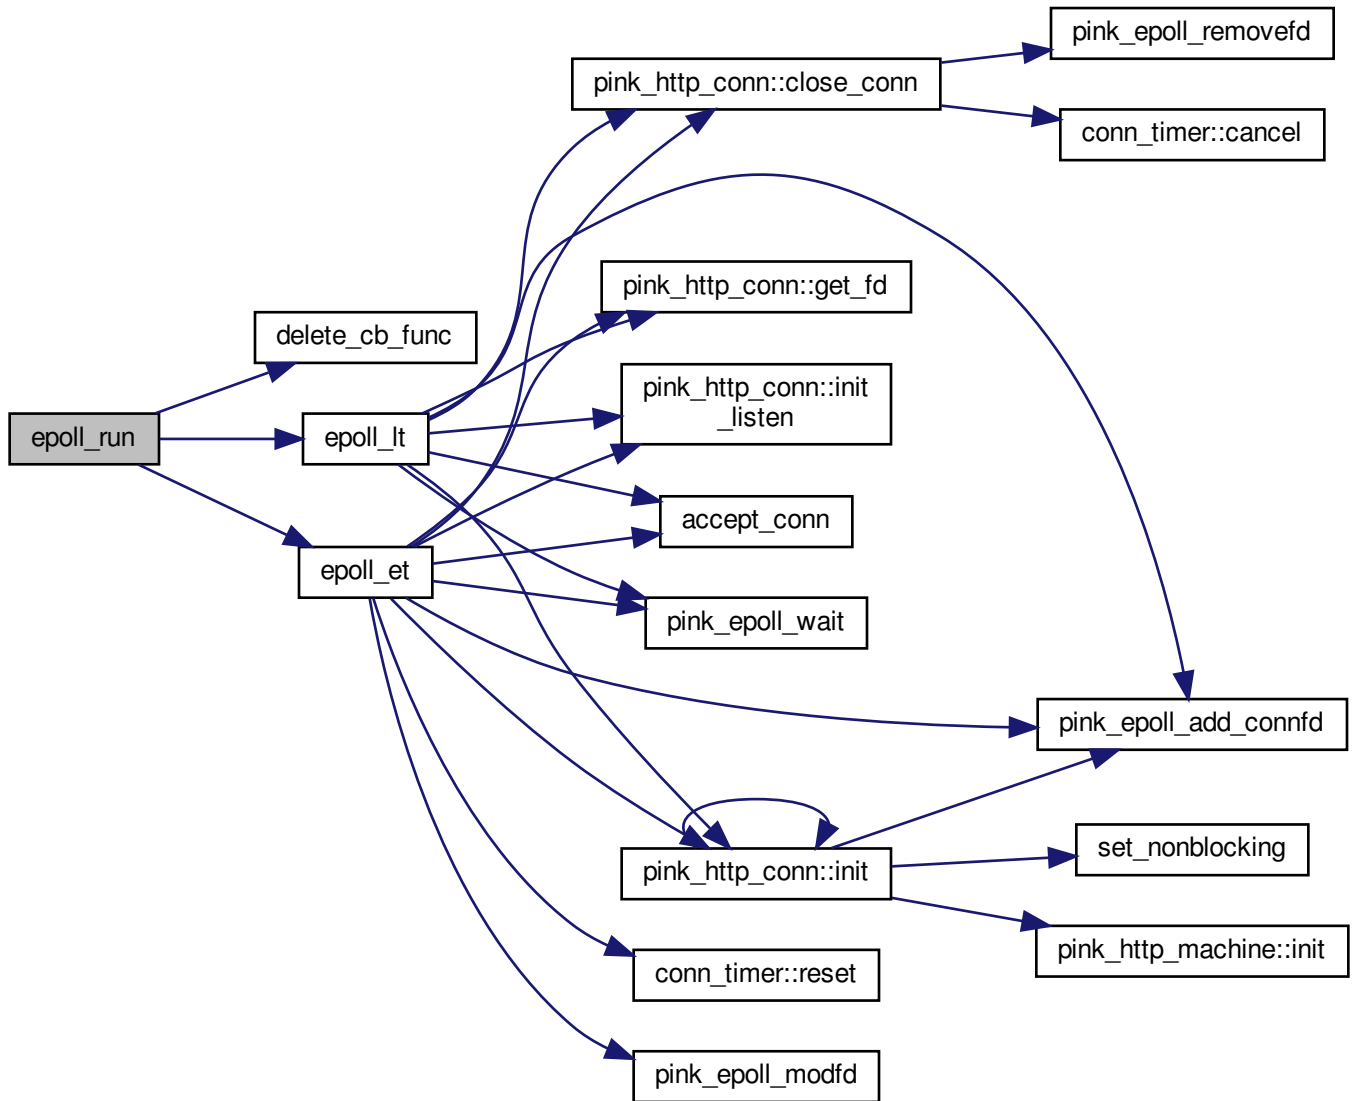 pink_epoll_removefd
pink_http_conn::close_conn
conn_timer::cancel
pink_http_conn::get_fd
delete_cb_func
pink_http_conn::init
_listen
epoll_run
epoll_lt
accept_conn
epoll_et
pink_epoll_wait
pink_epoll_add_connfd
set_nonblocking
pink_http_conn::init
pink_http_machine::init
conn_timer::reset
pink_epoll_modfd